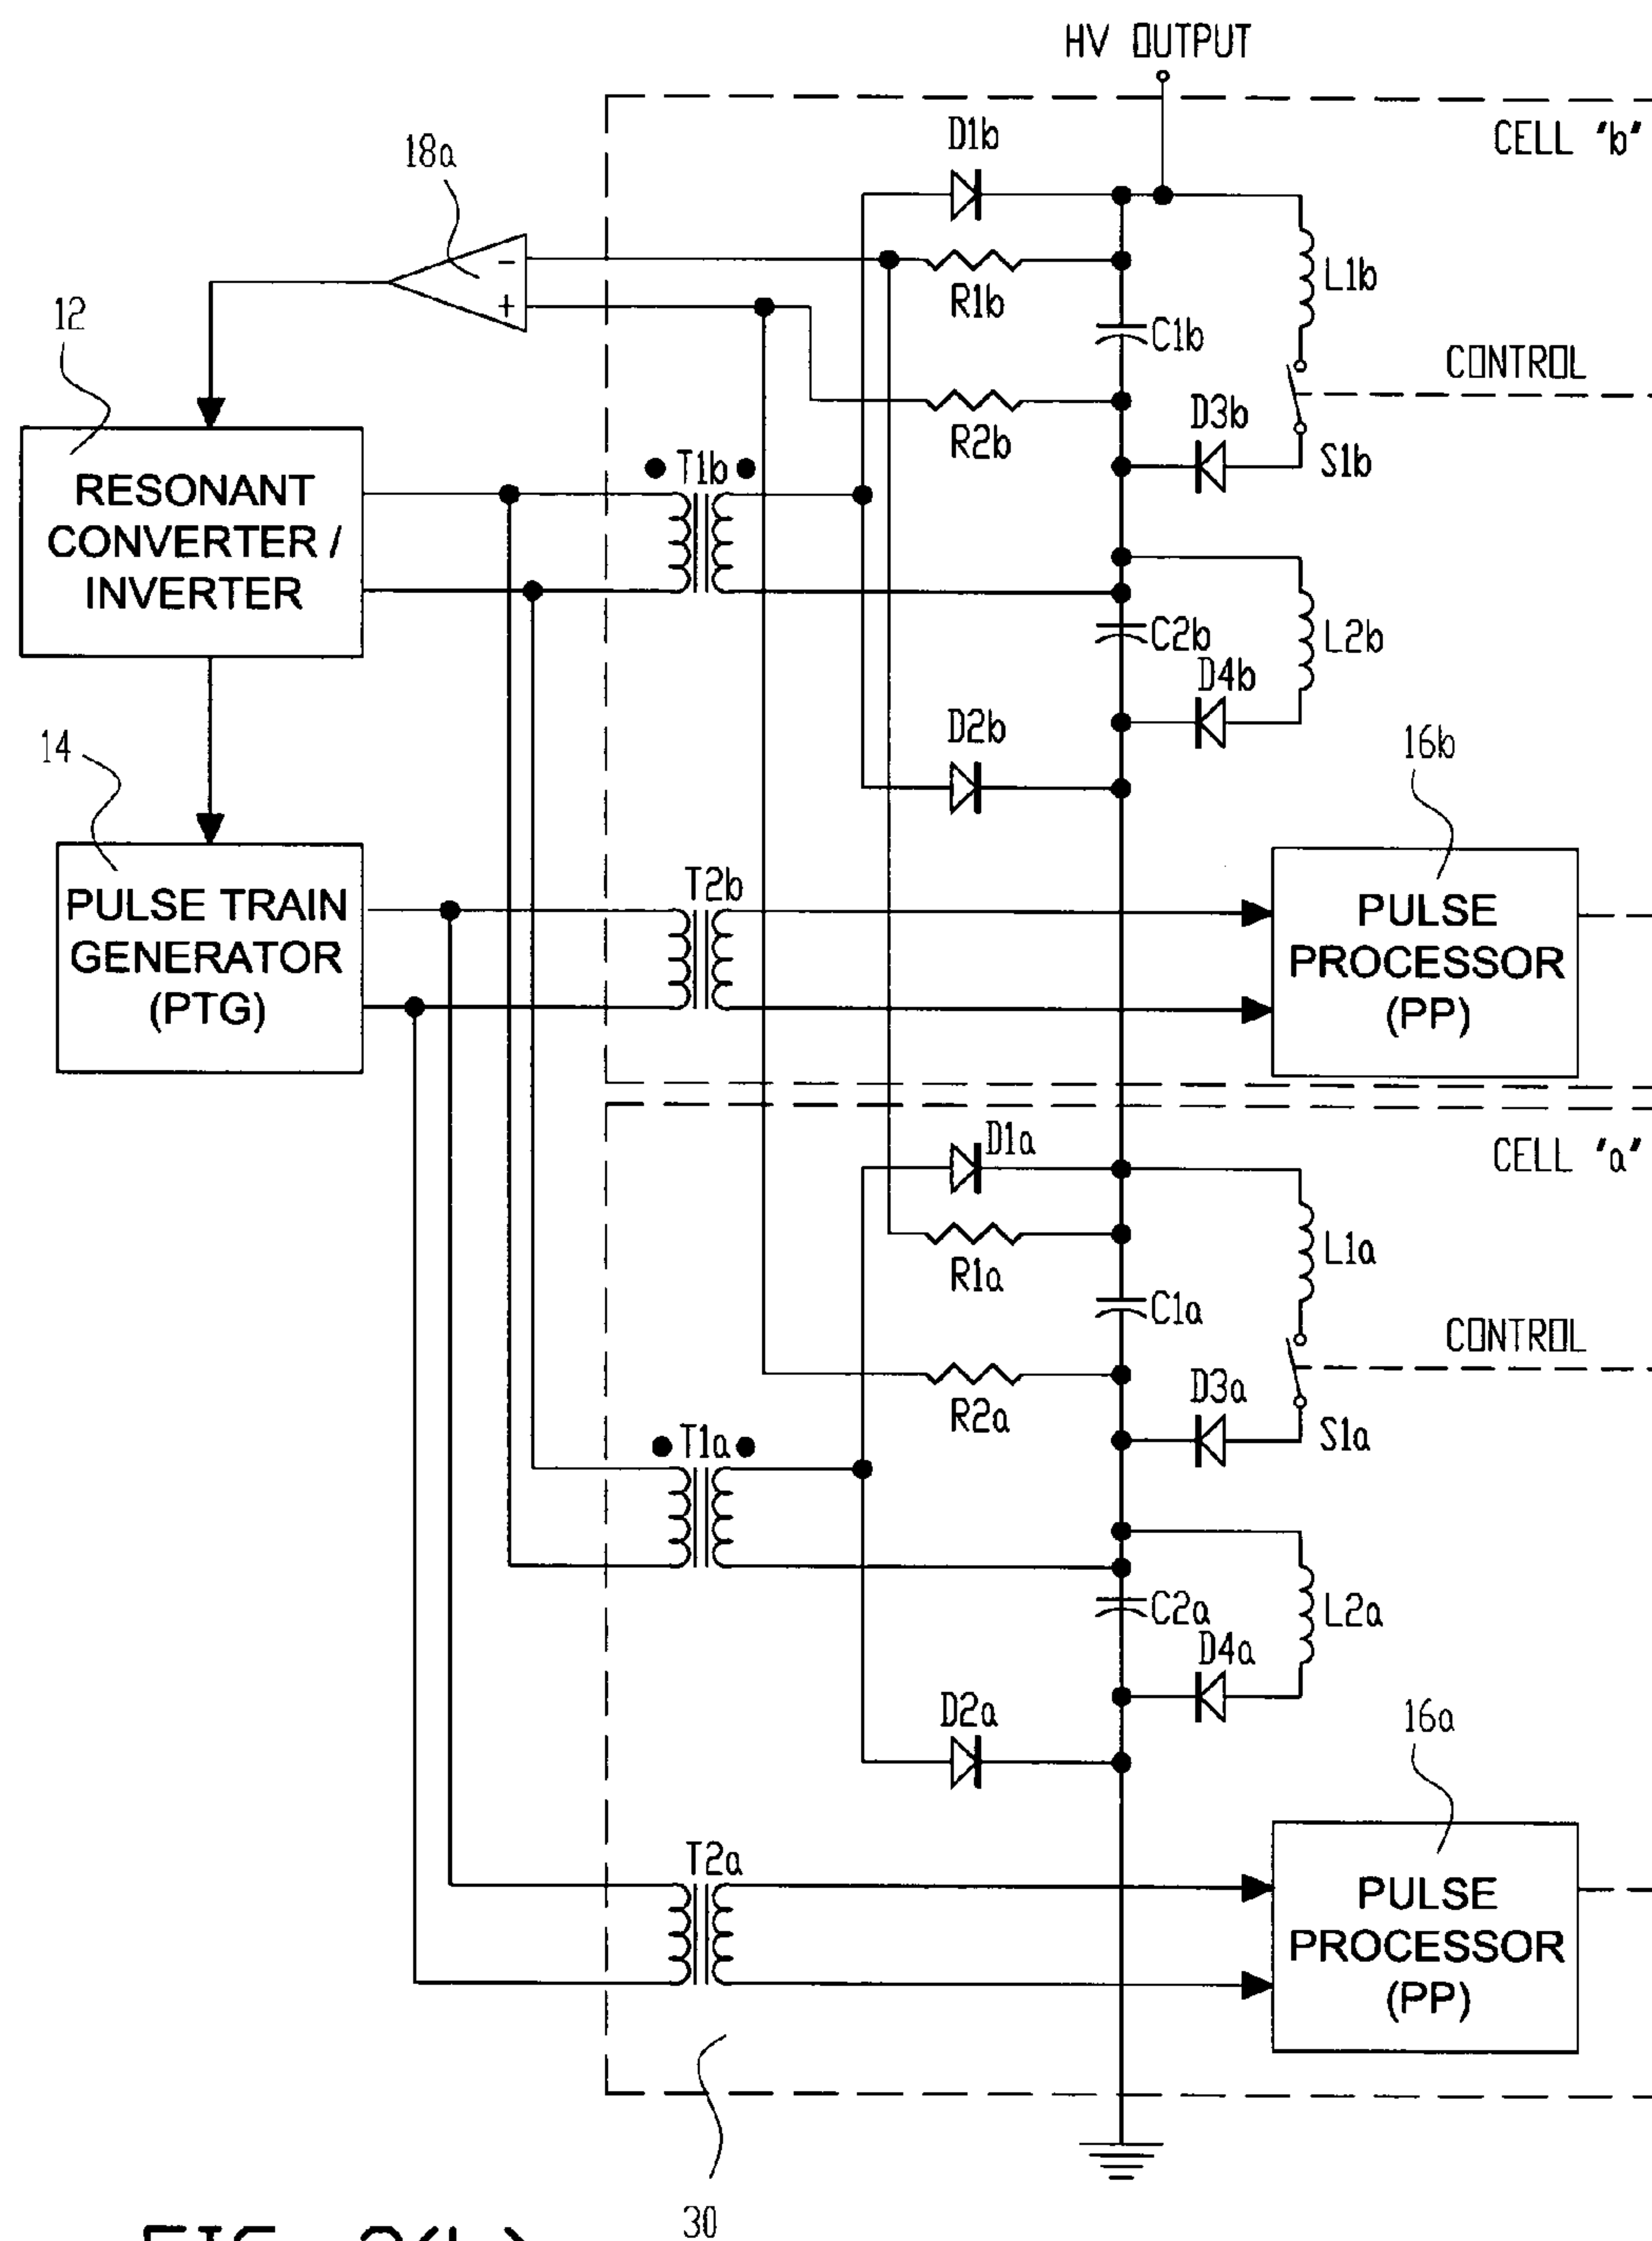 HV OUTPUT
CELL "b"
D1b
18a
- 
R1b
L1b
+
12
C1b
CONTROL
R2b
D3b
S1b
T1b
RESONANT
CONVERTER /
INVERTER
C2b
L2b
D4b
D2b
14
16b
T2b
PULSE TRAIN
GENERATOR
(PTG)
PULSE
PROCESSOR
(PP)
D1a
CELL "a"
R1a
L1a
C1a
CONTROL
R2a
D3a
S1a
T1a
C2a
L2a
D4a
D2a
16a
T2a
PULSE
PROCESSOR
(PP)
30